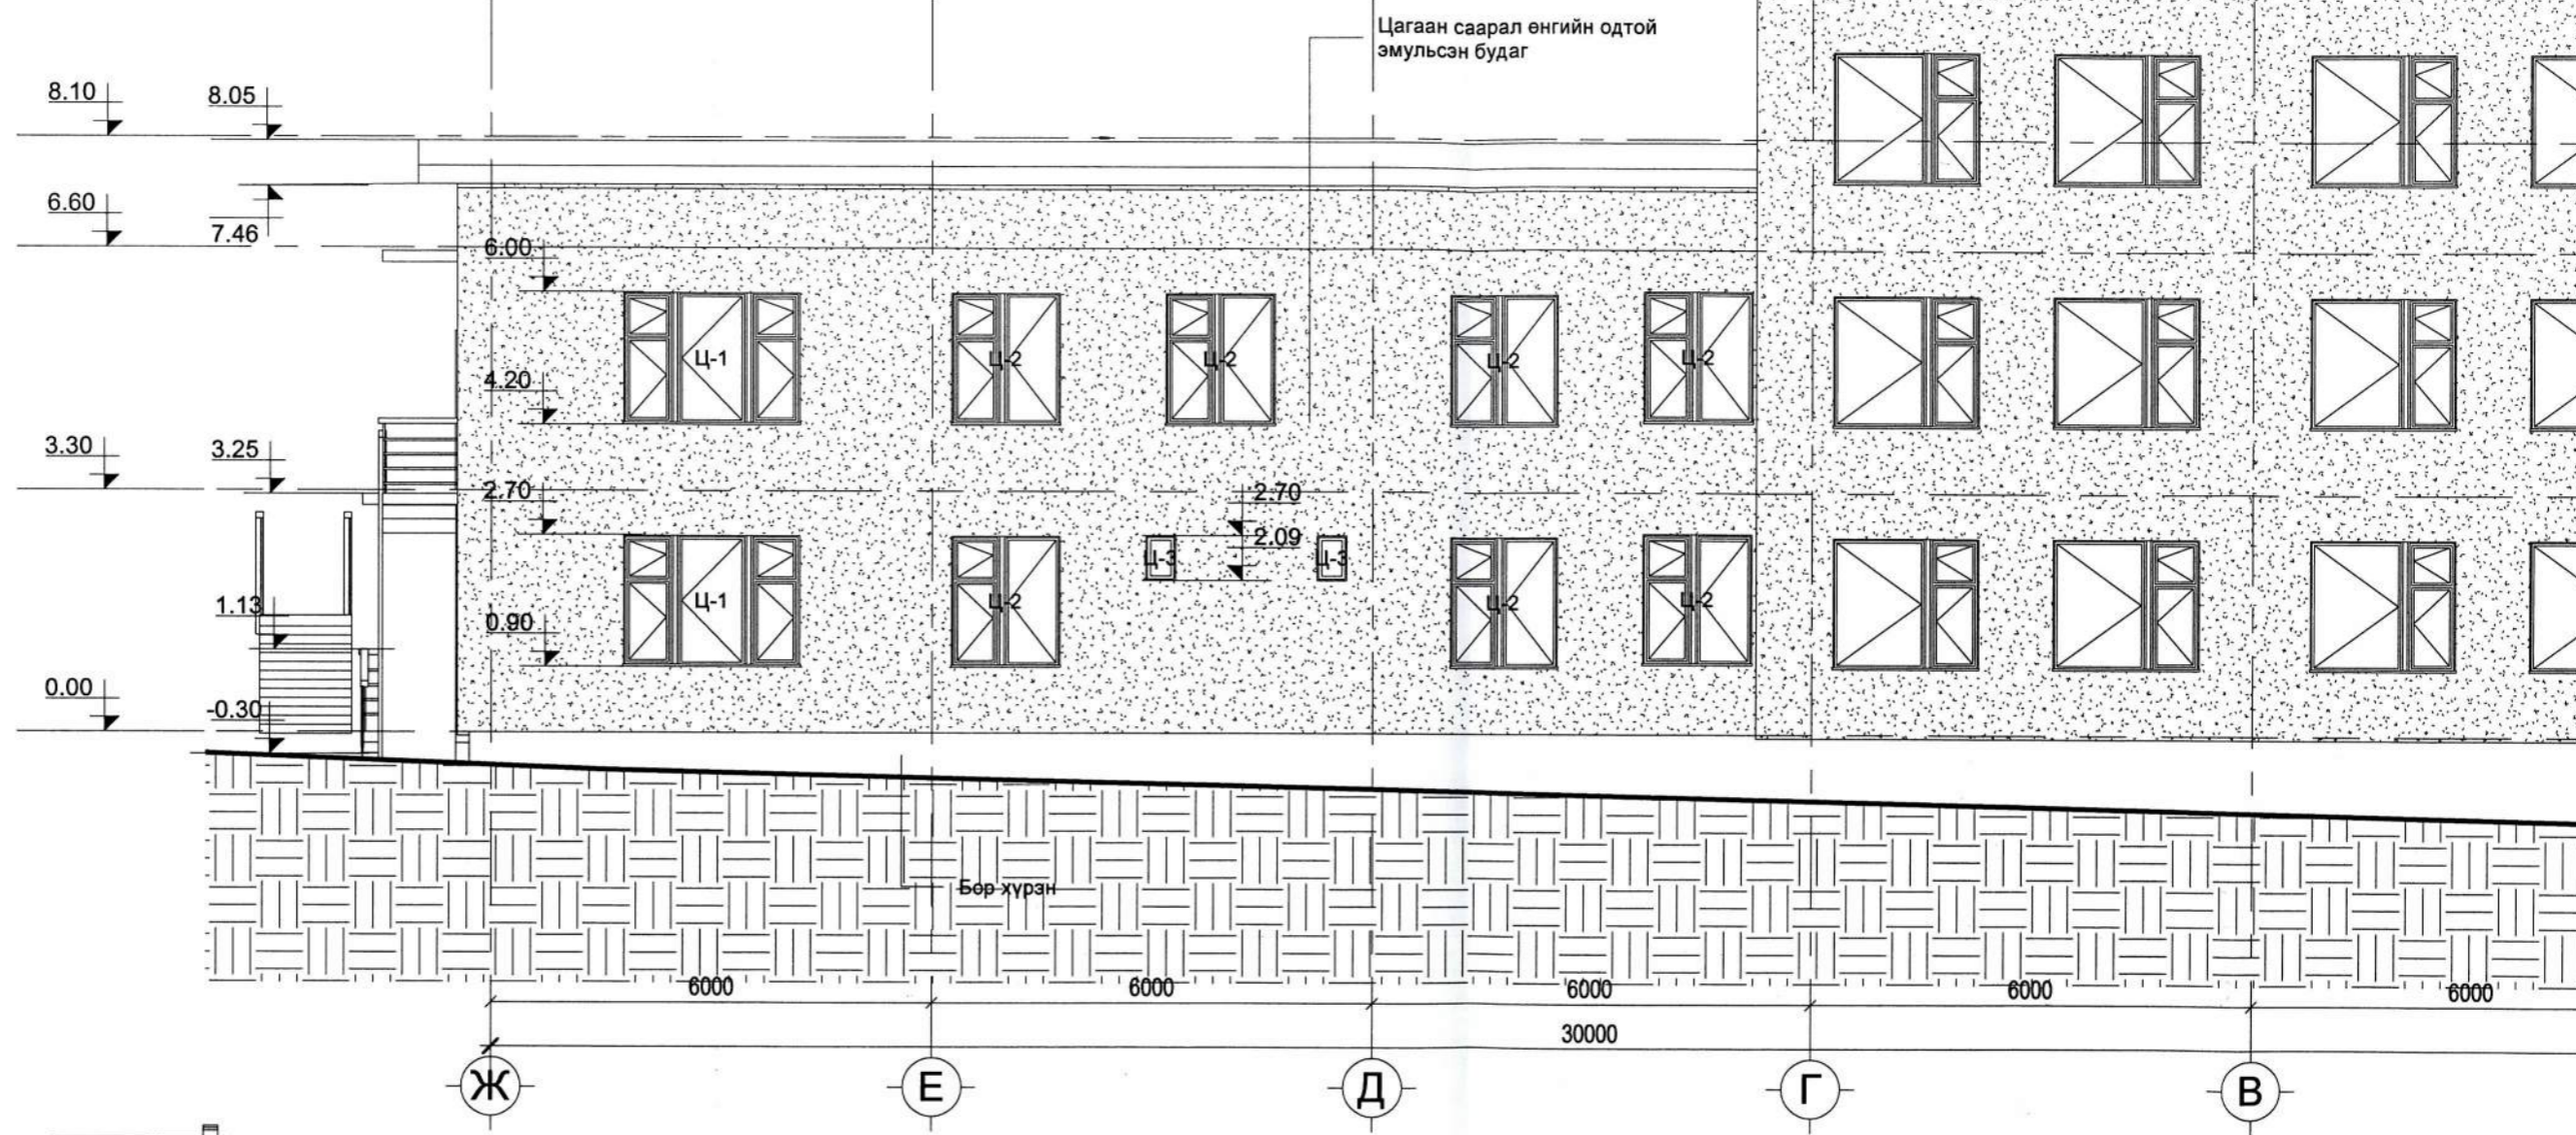 Цагаан саарал өнгийн одтой
эмульсэн будаг
8.10
8.05
6.60
7.46
6.00
Ц-1
Ц-2
Ц-2
Ц-2
Ц-2
4.20
3.30
3.25
2.70
2.70
2.09
Ц-3
Ц-3
1.13
Ц-1
Ц-2
Ц-2
Ц-2
0.90
0.00
-0.30
Бор хүрэн
6000
6000
6000
6000
6000
30000
Ж
Е
Д
Г
В